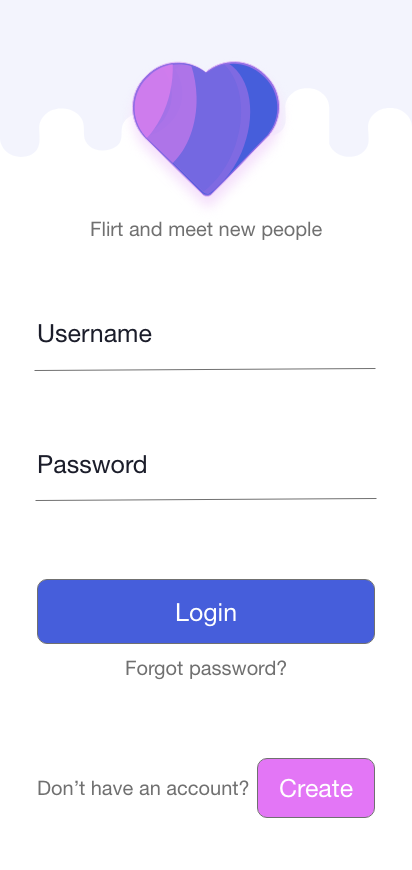 Flirt and meet new people
Username
Password
Login
Forgot password?
Don’t have an account? Create